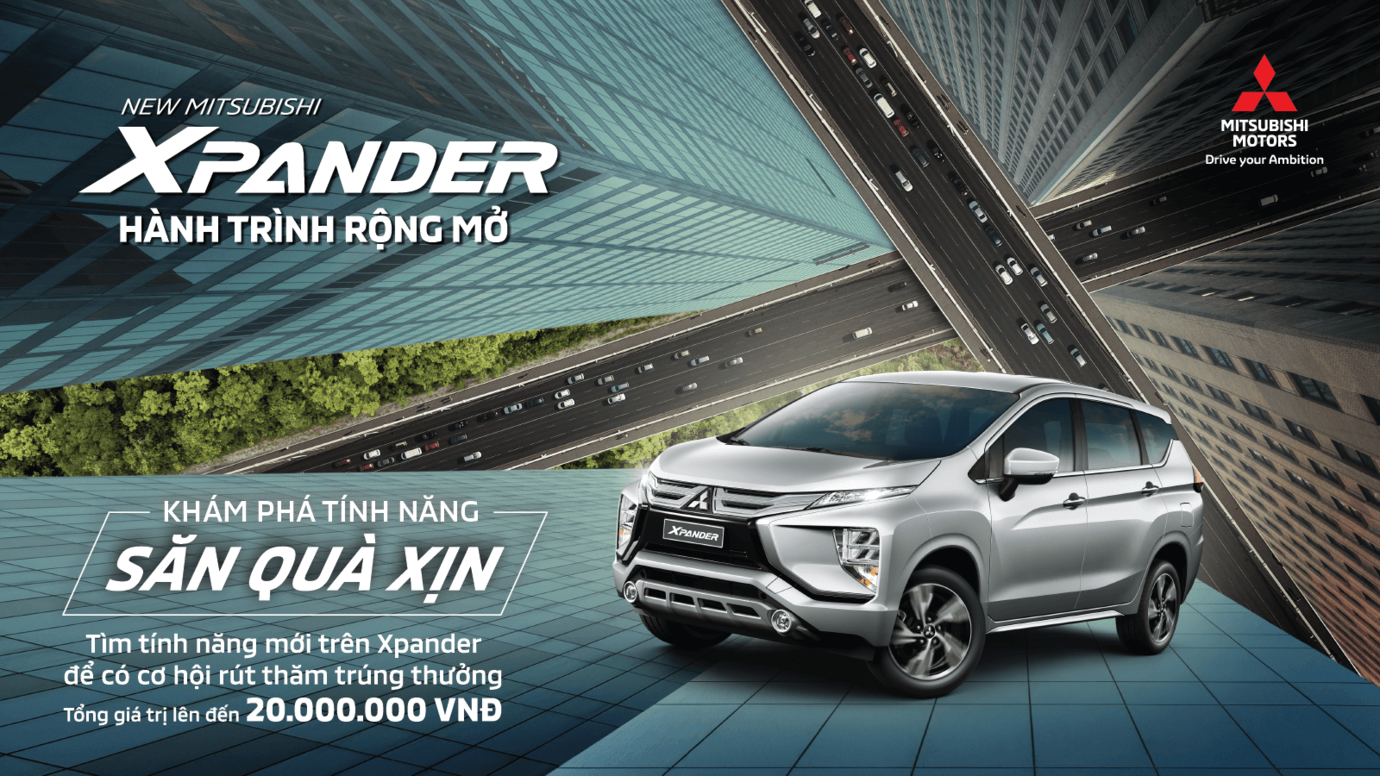 NEW MITSUBISHI
XPANDER
HÀNH TRÌNH RỘNG MỞ
MITSUBISHI
MOTORS
Drive your Ambition
KHÁM PHÁ TÍNH NĂNG
SĂN QUÀ XỊN
Tìm tính năng mới trên Xpander
để có cơ hội rút thăm trúng thưởng
Tổng giá trị lên đến 20.000.000 VNĐ
XPANDER